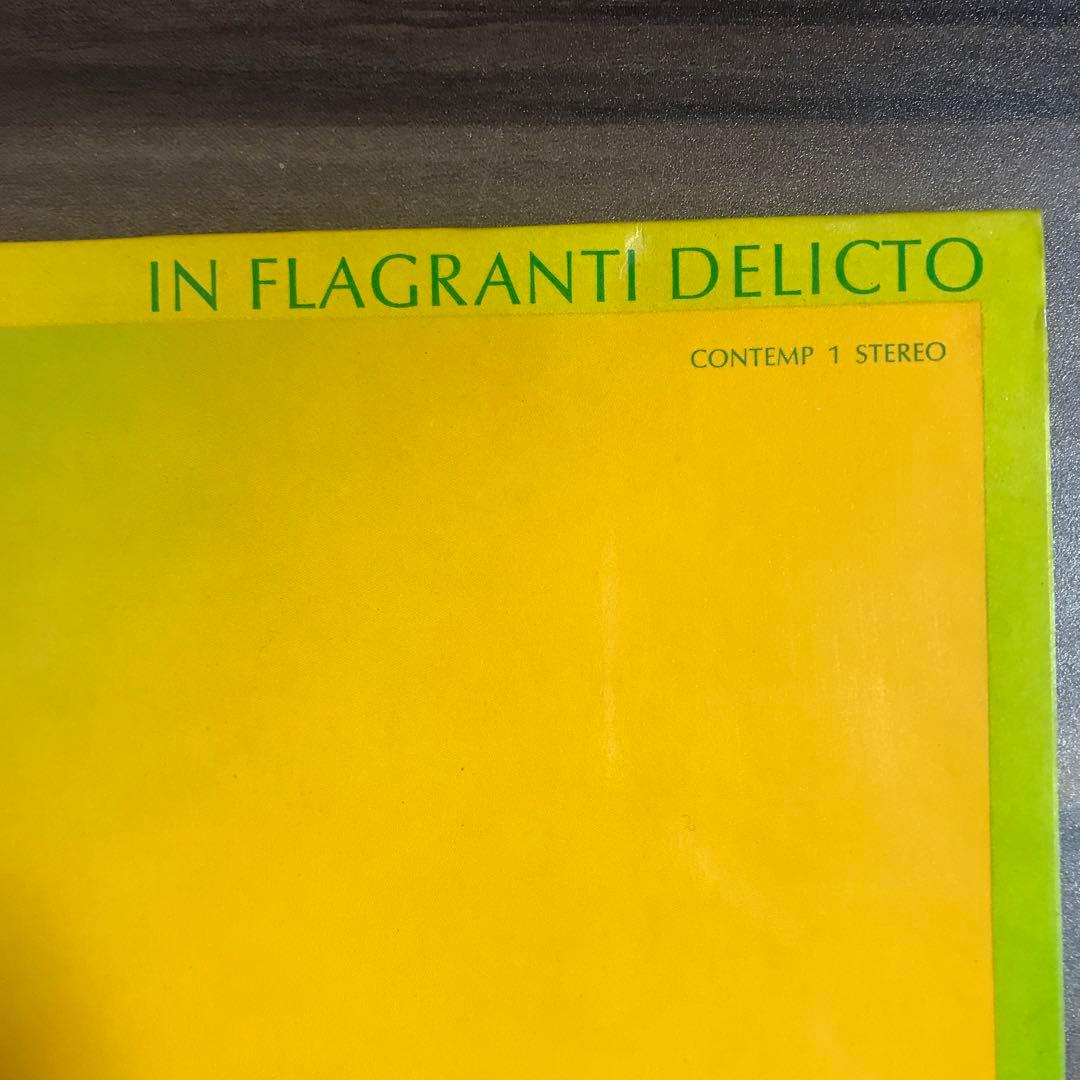 IN FLAGRANTI DELICTO
CONTEMP 1 STEREO